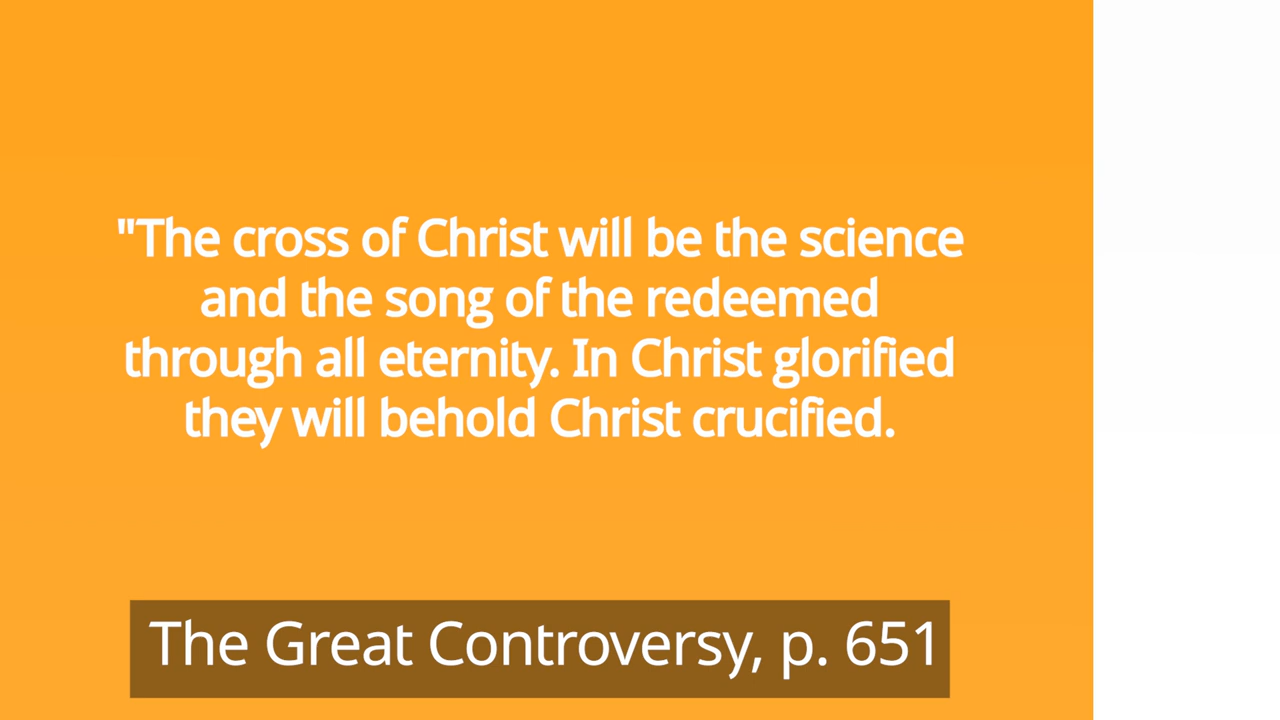 "The cross of Christ will be the science
and the song of the redeemed
through all eternity. In Christ glorified
they will behold Christ crucified.
The Great Controversy, p. 651